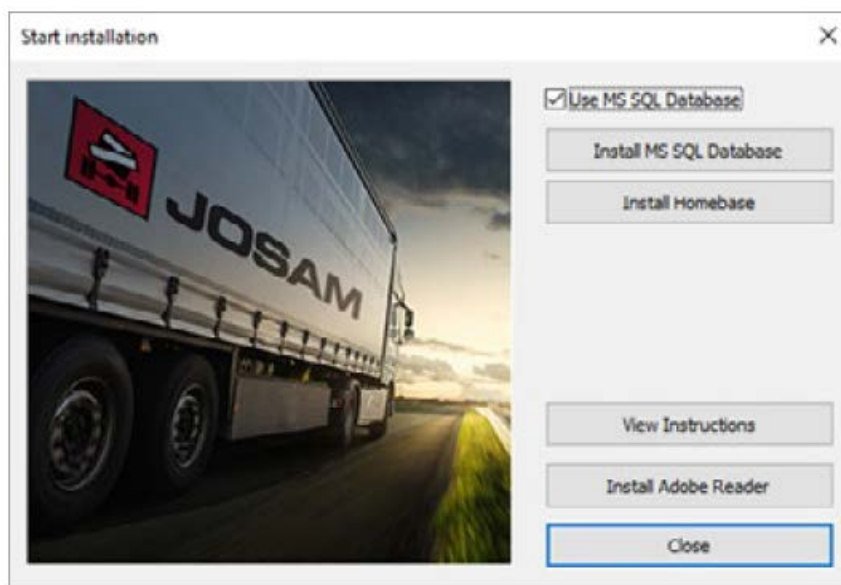 Start installation
JOSAM
Use MS SQL Database
Install MS SQL Database
Install Homebase
View Instructions
Install Adobe Reader
Close